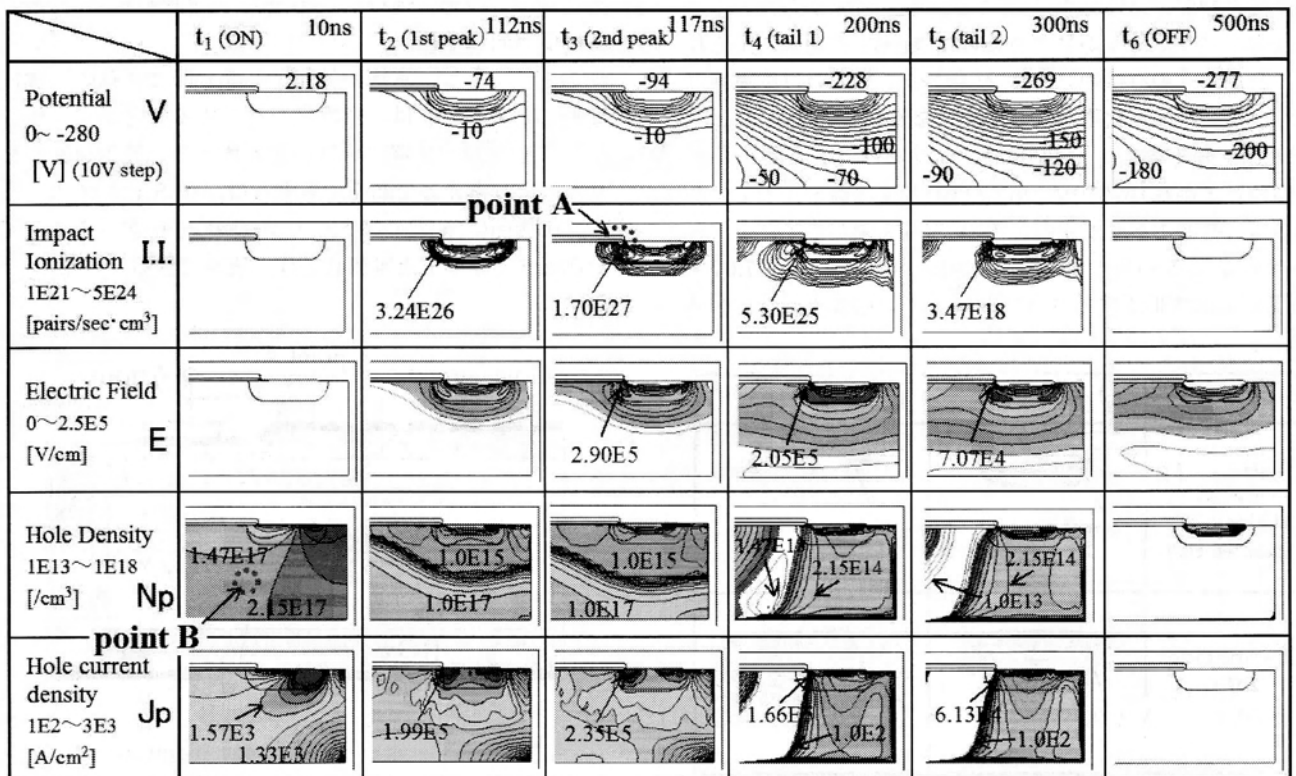 t1 (ON) 10ns
t2 (1st peak) 112ns
t3 (2nd peak) 117ns
t4 (tail 1) 200ns
t5 (tail 2) 300ns
t6 (OFF) 500ns
Potential V
0~ -280
[V] (10V step)
2.18
-74
-10
-94
-10
-228
-100
-50 -70
-269
-150
-120
-90
-277
-200
-180
point A
Impact
Ionization I.I.
1E21~5E24
[pairs/sec·cm3]
3.24E26
1.70E27
5.30E25
3.47E18
Electric Field
0~2.5E5 E
[V/cm]
2.90E5
2.05E5
7.07E4
Hole Density
1E13~1E18
[/cm3] Np
1.47E17
2.15E17
1.0E15
1.0E17
1.0E15
1.0E17
2.15E14
2.15E14
1.0E13
point B
Hole current
density
1E2~3E3 Jp
[A/cm2]
1.57E3
1.33E3
1.99E5
2.35E5
1.0E2
6.13E4
1.0E2